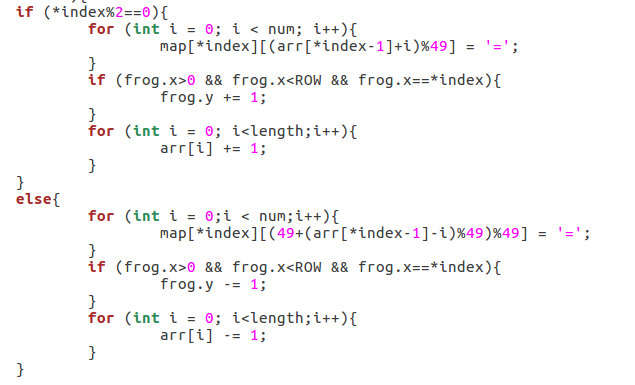 if (*index%2==0){
        for (int i = 0; i < num; i++){
                map[*index][(arr[*index-1]+i)%49] = '=';
        }
        if (frog.x>0 && frog.x<ROW && frog.x==*index){
                frog.y += 1;
        }
        for (int i = 0; i<length;i++){
                arr[i] += 1;
        }
}
else{
        for (int i = 0;i < num;i++){
                map[*index][(49+(arr[*index-1]-i)%49)%49] = '=';
        }
        if (frog.x>0 && frog.x<ROW && frog.x==*index){
                frog.y -= 1;
        }
        for (int i = 0; i<length;i++){
                arr[i] -= 1;
        }
}